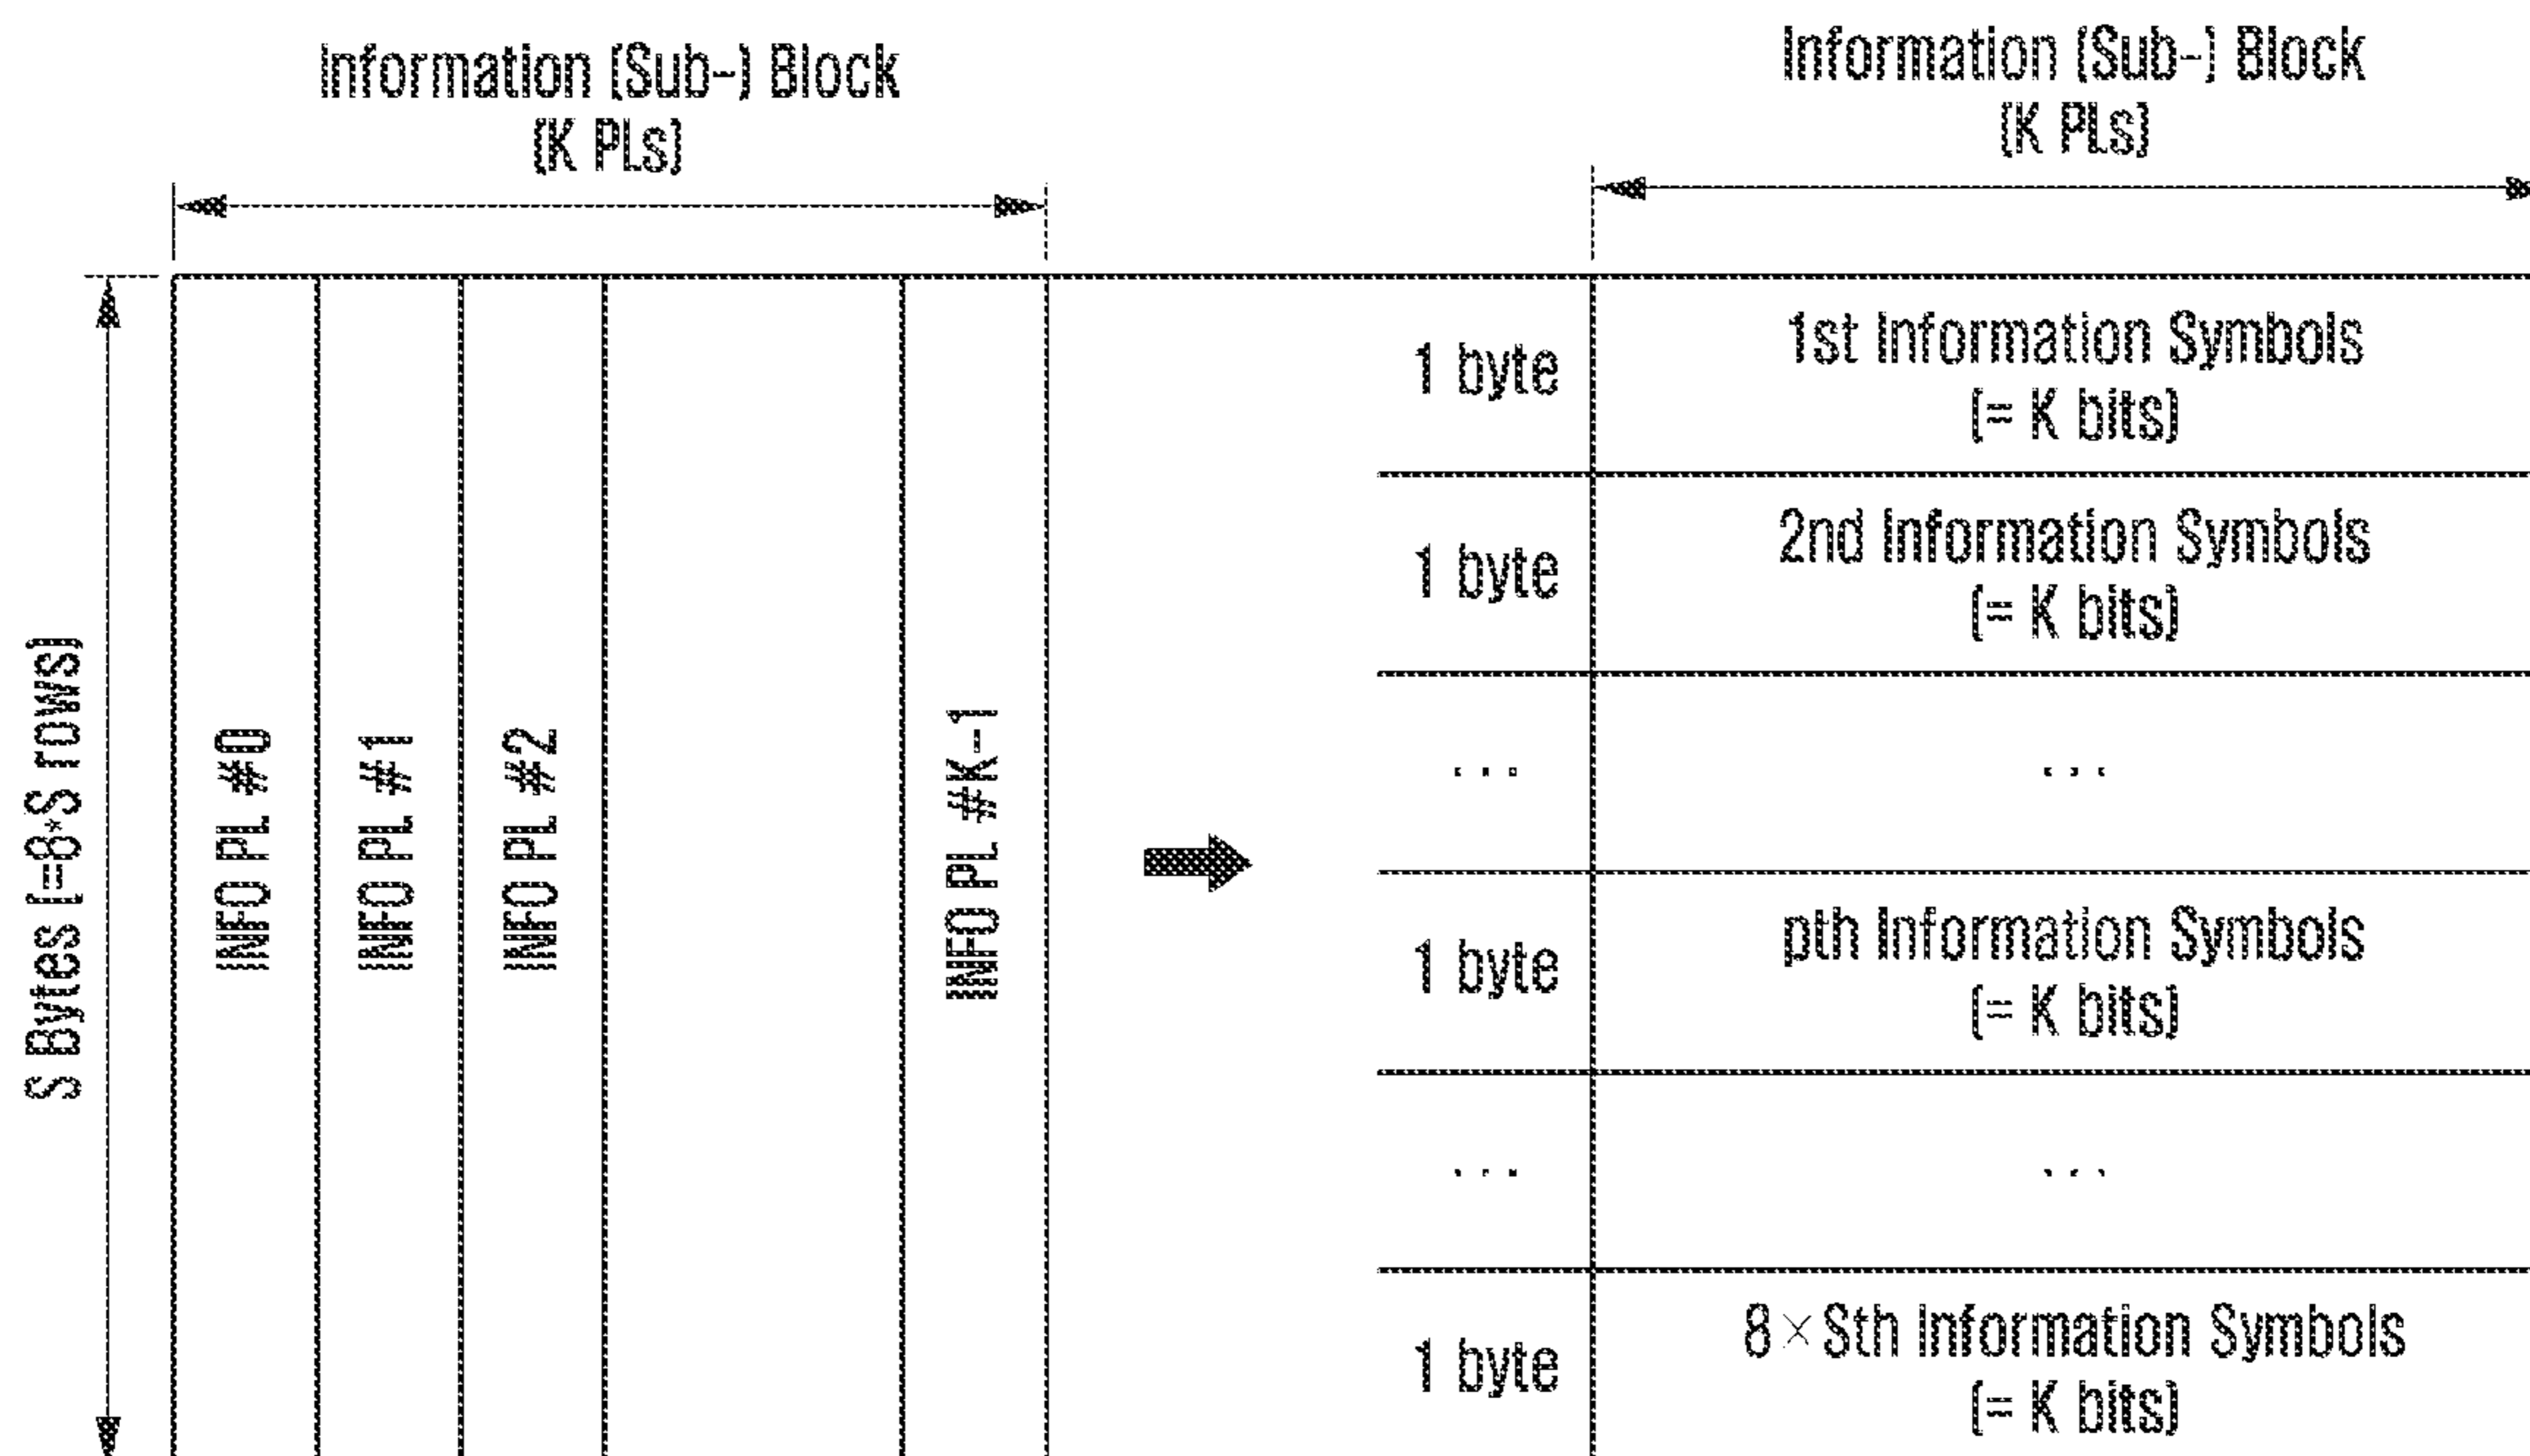 Information (Sub-) Block
(K PLs)
S Bytes (=8*S rows)
INFO PL #0
INFO PL #1
INFO PL #2
INFO PL #K-1
Information (Sub-) Block
(K PLs)
1 byte
1st Information Symbols
(= K bits)
1 byte
2nd Information Symbols
(= K bits)
...
...
1 byte
pth Information Symbols
(= K bits)
...
...
1 byte
8×Sth Information Symbols
(= K bits)